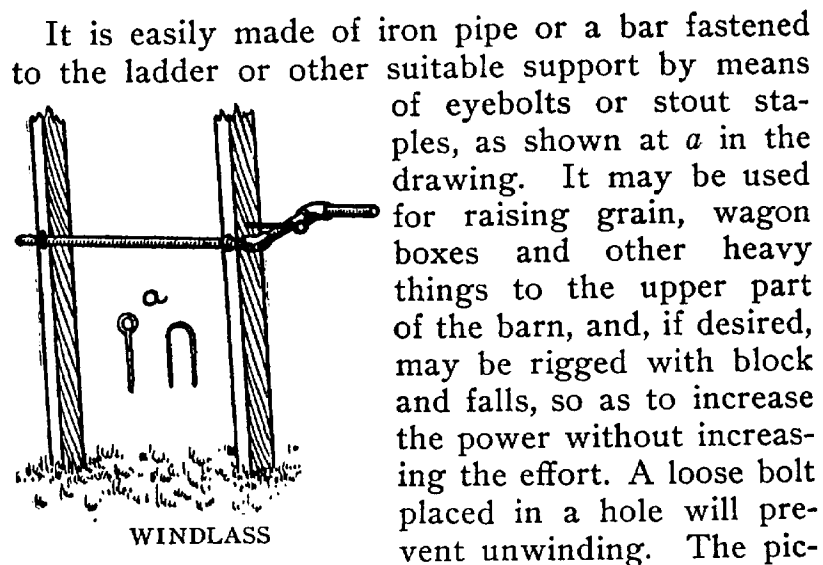 It is easily made of iron pipe or a bar fastened
to the ladder or other suitable support by means
of eyebolts or stout sta-
ples, as shown at a in the
drawing. It may be used
for raising grain, wagon
boxes and other heavy
things to the upper part
of the barn, and, if desired,
may be rigged with block
and falls, so as to increase
the power without increas-
ing the effort. A loose bolt
placed in a hole will pre-
vent unwinding. The pic-
a
WINDLASS